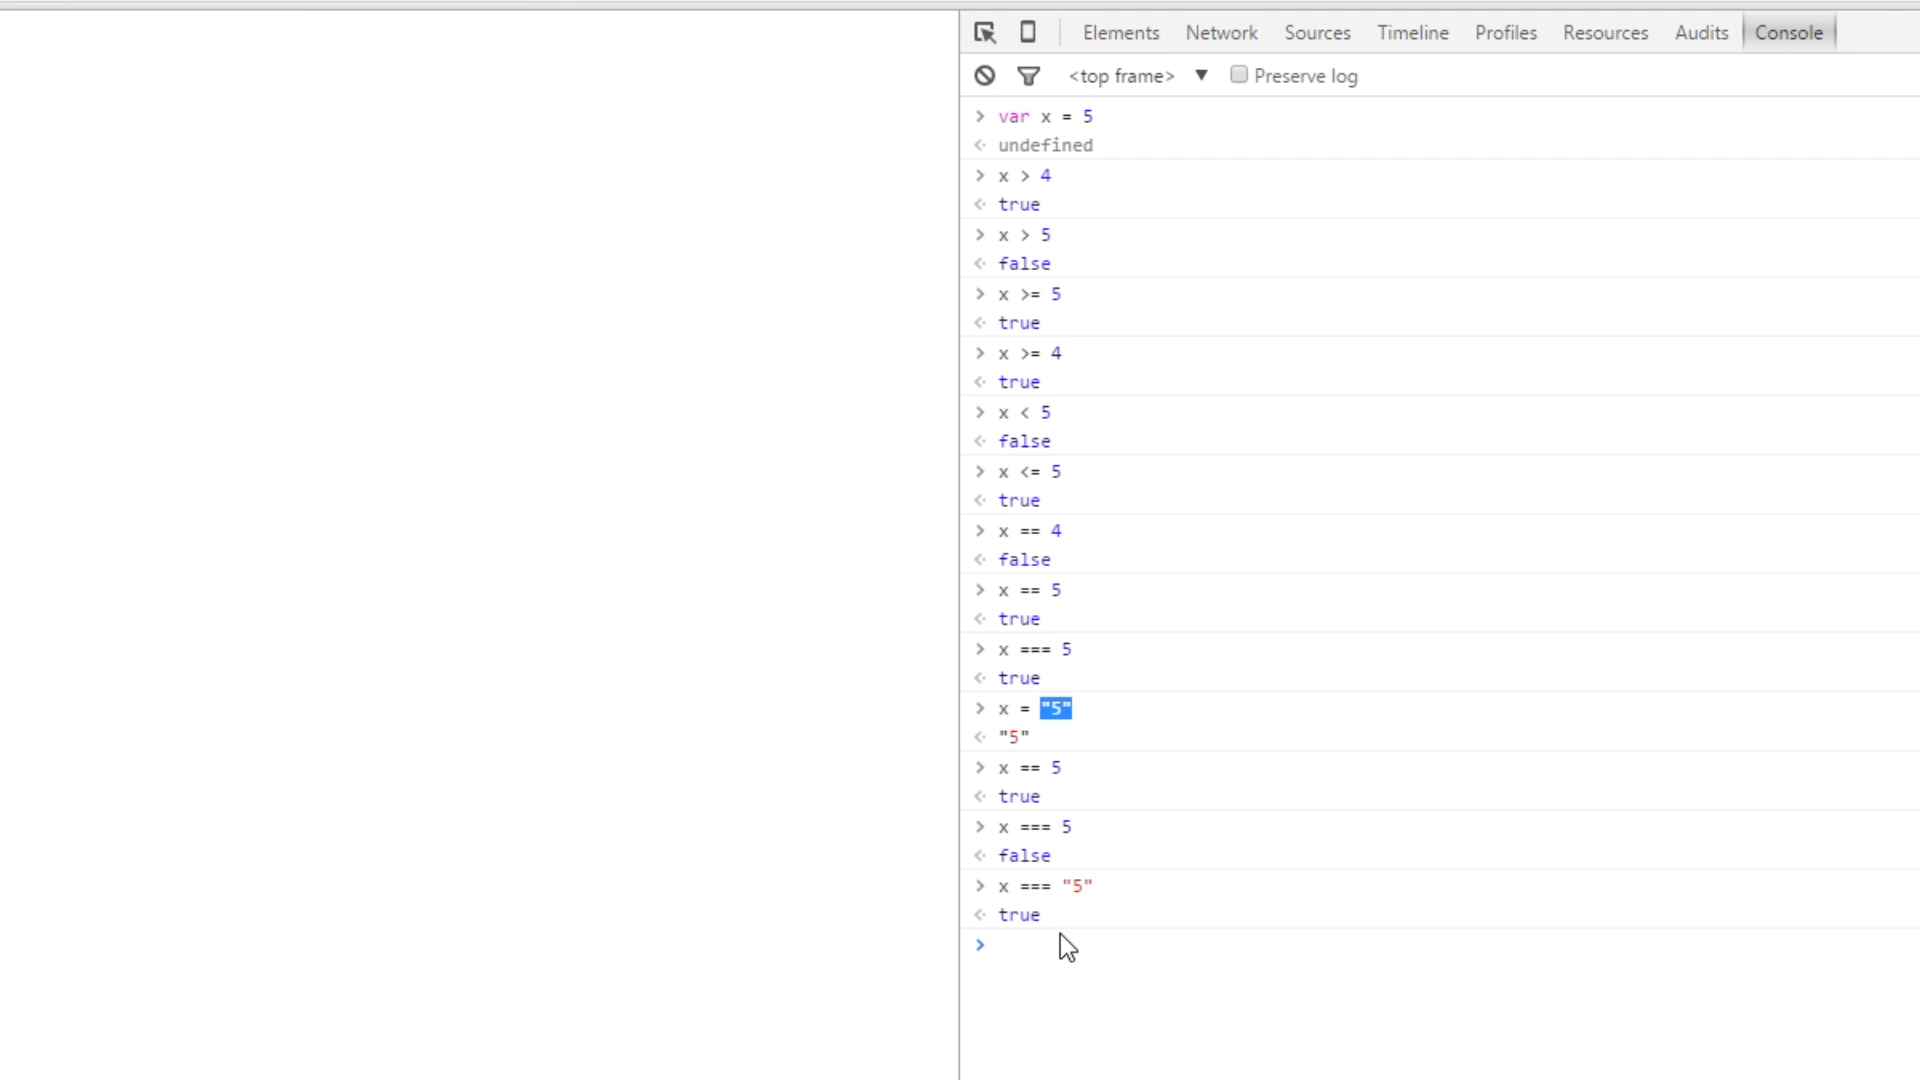 Elements Network Sources Timeline Profiles Resources Audits Console
<top frame> ▼ Preserve log
> var x = 5
< undefined
> x > 4
< true
> x > 5
< false
> x >= 5
< true
> x >= 4
< true
> x < 5
< false
> x <= 5
< true
> x == 4
< false
> x == 5
< true
> x === 5
< true
> x = "5"
< "5"
> x == 5
< true
> x === 5
< false
> x === "5"
< true
>